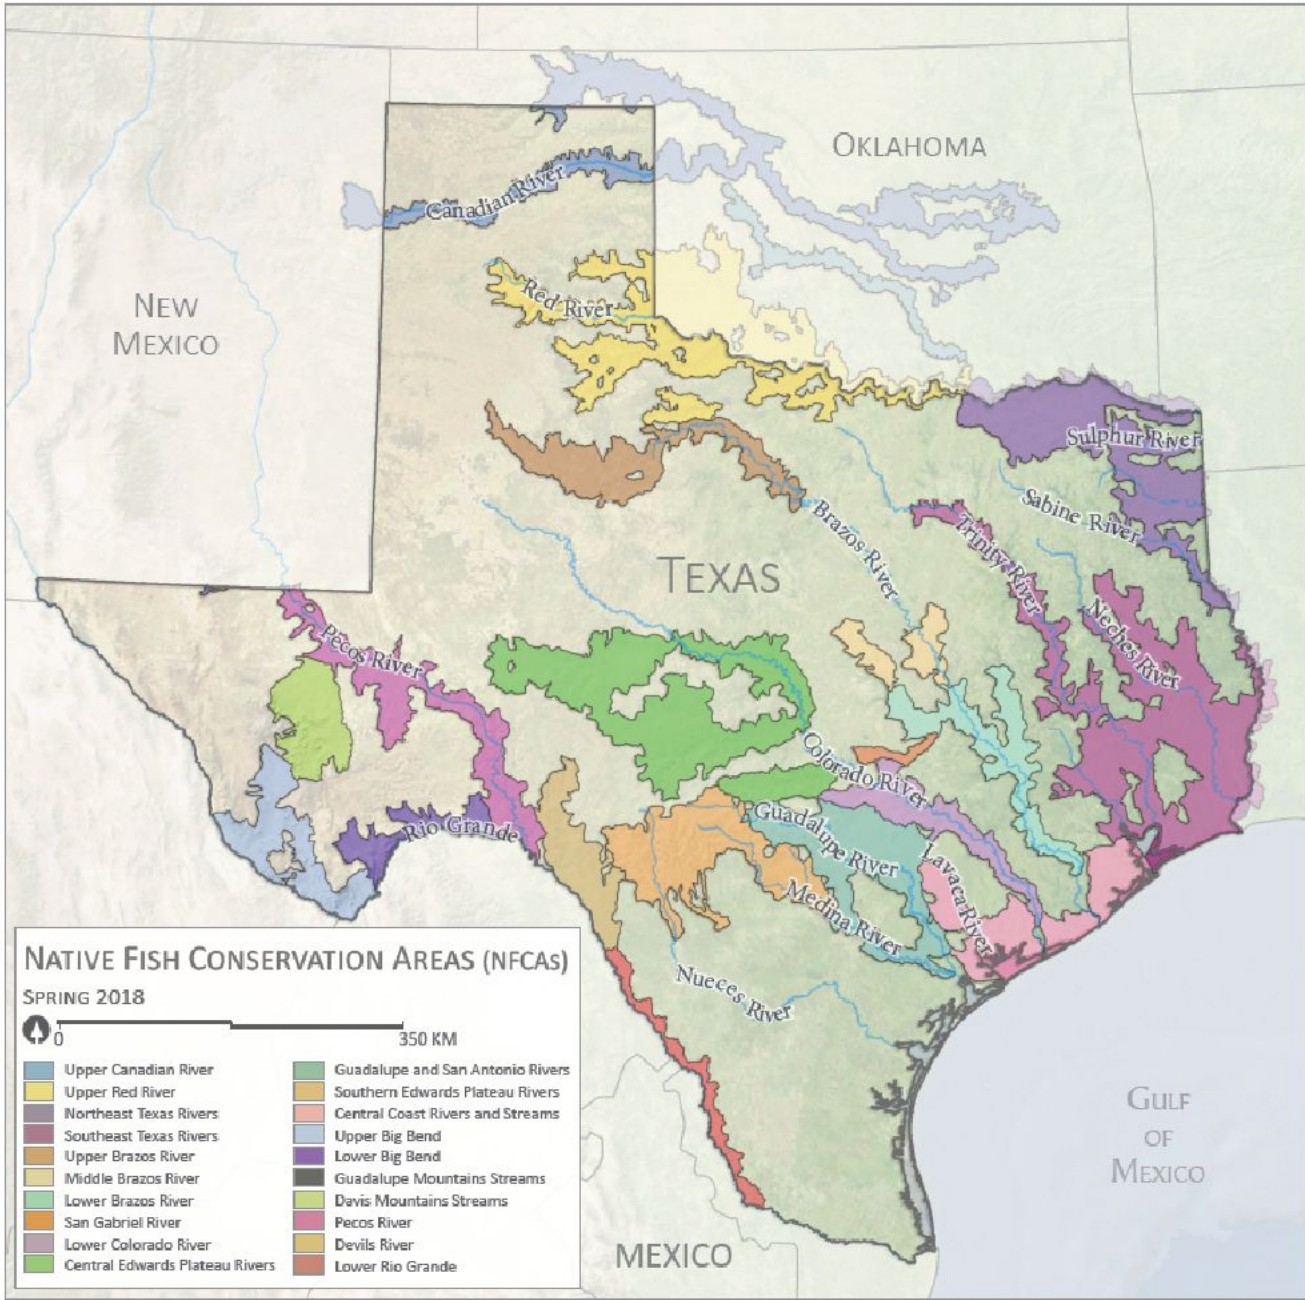 OKLAHOMA
Canadian River
NEW
MEXICO
Red River
Sulphur River
Sabine River
Brazos River
Trinity River
TEXAS
Neches River
Pecos River
Colorado River
Rio Grande
Guadalupe River
Lavaca River
Medina River
Nueces River
NATIVE FISH CONSERVATION AREAS (NFCAs)
SPRING 2018
0 350 KM
Upper Canadian River
Upper Red River
Northeast Texas Rivers
Southeast Texas Rivers
Upper Brazos River
Middle Brazos River
Lower Brazos River
San Gabriel River
Lower Colorado River
Central Edwards Plateau Rivers
Guadalupe and San Antonio Rivers
Southern Edwards Plateau Rivers
Central Coast Rivers and Streams
Upper Big Bend
Lower Big Bend
Guadalupe Mountains Streams
Davis Mountains Streams
Pecos River
Devils River
Lower Rio Grande
GULF
OF
MEXICO
MEXICO